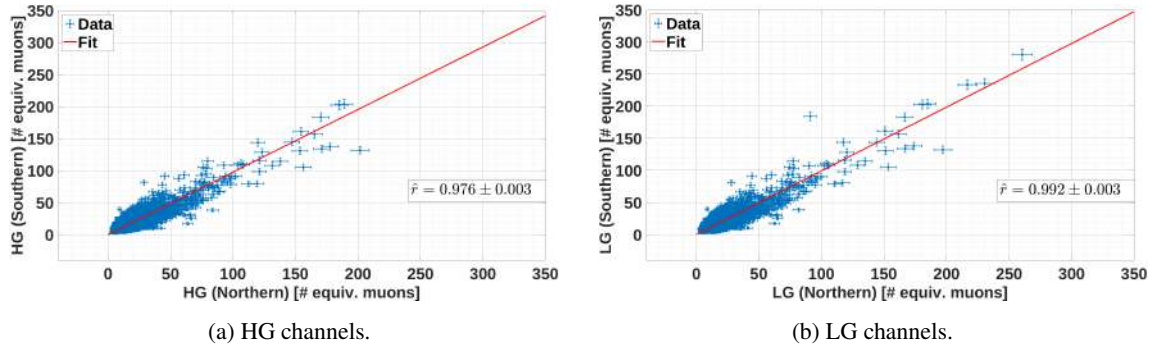 350
300
250
200
150
100
50
0
HG (Southern) [# equiv. muons]
Data
Fit
r̂ = 0.976 ± 0.003
0 50 100 150 200 250 300 350
HG (Northern) [# equiv. muons]
(a) HG channels.
350
300
250
200
150
100
50
0
LG (Southern) [# equiv. muons]
Data
Fit
r̂ = 0.992 ± 0.003
0 50 100 150 200 250 300 350
LG (Northern) [# equiv. muons]
(b) LG channels.